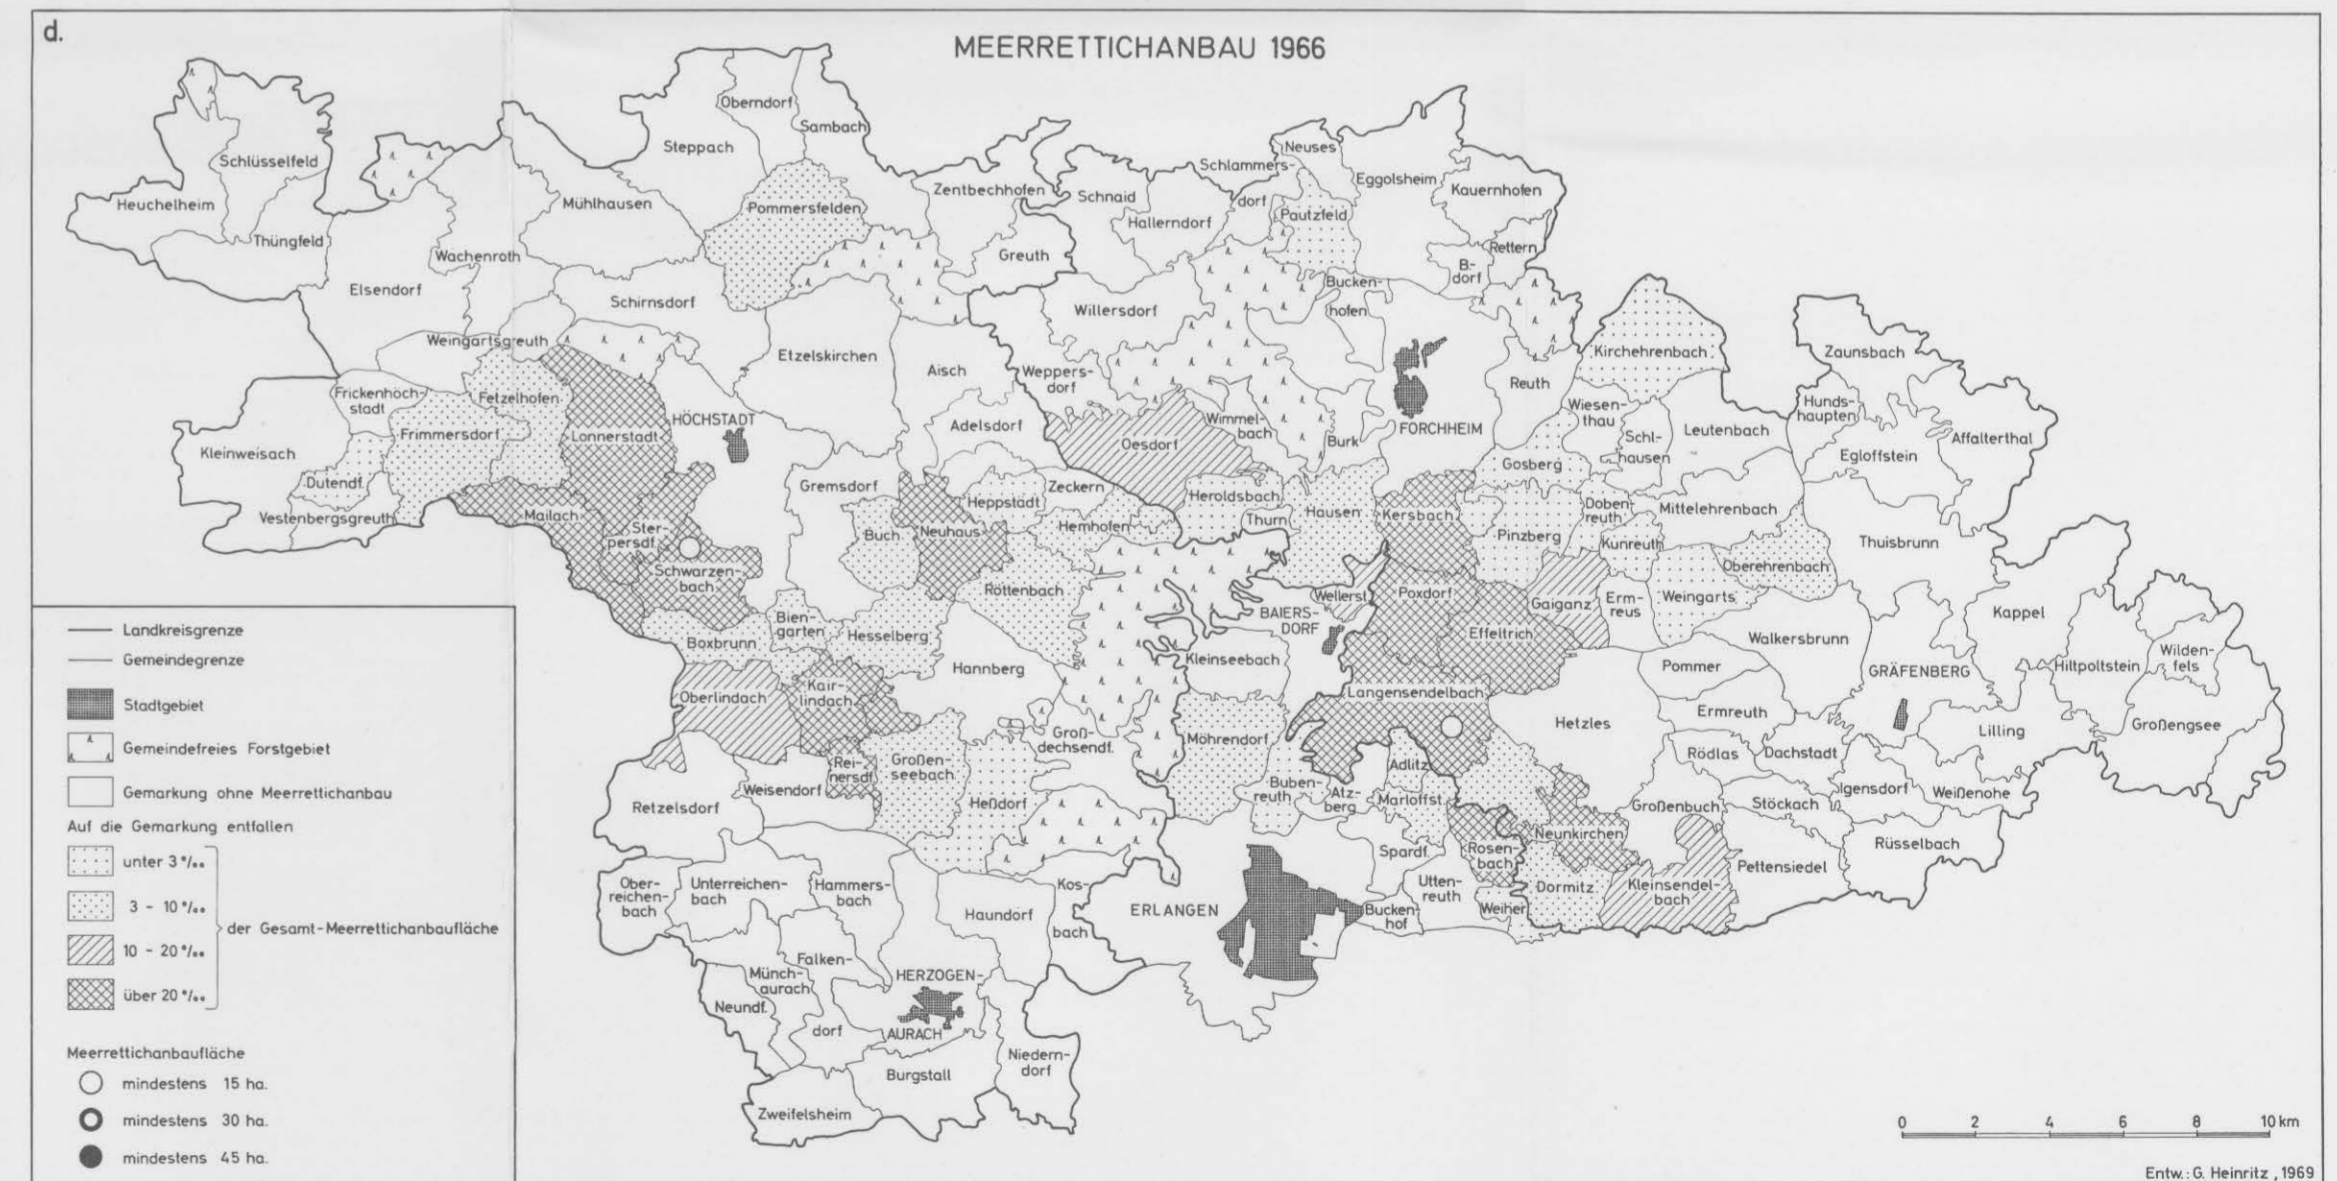 d.
MEERRETTICHANBAU 1966
Oberndorf
Sambach
Steppach
Neuses
Schlammers-
dorf
Eggolsheim
Kauernhofen
Schlüsselfeld
Heuchelheim
Thüngfeld
Mühlhausen
Pommersfelden
Zentbechhofen
Schnaid
Hallerndorf
Pautzfeld
Rettern
B-
dorf
Wachenroth
Greuth
Elsendorf
Schirnsdorf
Willersdorf
Bucken-
hofen
Weingartsgreuth
Etzelskirchen
Aisch
Weppers-
dorf
Kirchehrenbach
Zaunsbach
Reuth
Frickenhöch-
stadt
Fetzelhofen
Wiesen-
thau
Hunds-
haupten
HÖCHSTADT
Adelsdorf
Wimmel-
bach
Burk
FORCHHEIM
Schl-
hausen
Leutenbach
Affalterthal
Frimmersdorf
Lonnerstadt
Oesdorf
Egloffstein
Kleinweisach
Gosberg
Dutendf.
Gremsdorf
Zeckern
Heppstadt
Heroldsbach
Vestenbergsgreuth
Mailach
Ster-
persdf.
Buch
Neuhaus
Hemhofen
Thurn
Hausen
Kersbach
Pinzberg
Doben-
reuth
Mittelehrenbach
Kunreuth
Thuisbrunn
Schwarzen-
bach
Röttenbach
Oberehrenbach
Wellerst.
Poxdorf
Gaiganz
Erm-
reus
Weingarts
BAIERS-
DORF
Kappel
Bien-
garten
Hesselberg
Boxbrunn
Effeltrich
Walkersbrunn
Kleinseebach
Hannberg
Pommer
GRÄFENBERG
Hiltpoltstein
Wilden-
fels
Oberlindach
Kair-
lindach
Langensendelbach
Hetzles
Ermreuth
Lilling
Großengsee
Groß-
dechsendf.
Möhrendorf
Rödlas
Dachstadt
Rei-
nersdf.
Großen-
seebach
Adlitz
Weisendorf
Retzelsdorf
Heßdorf
Buben-
reuth
Atz-
berg
Marloffst.
Großenbuch
Stöckach
Igensdorf
Weißenohe
Neunkirchen
Rüsselbach
Spardf.
Rosen-
bach
Pettensiedel
Ober-
reichen-
bach
Unterreichen-
bach
Hammers-
bach
Kos-
bach
Utten-
reuth
Dormitz
Kleinsendel-
bach
Haundorf
ERLANGEN
Bucken-
hof
Weiher
Falken-
dorf
Münch-
aurach
HERZOGEN-
AURACH
Neundf.
Niedern-
dorf
Burgstall
Zweifelsheim
Landkreisgrenze
Gemeindegrenze
Stadtgebiet
Gemeindefreies Forstgebiet
Gemarkung ohne Meerrettichanbau
Auf die Gemarkung entfallen
unter 3 %..
3 - 10 %..
10 - 20 %..
über 20 %..
der Gesamt-Meerrettichanbaufläche
Meerrettichanbaufläche
mindestens 15 ha.
mindestens 30 ha.
mindestens 45 ha.
0 2 4 6 8 10 km
Entw.: G. Heinritz, 1969